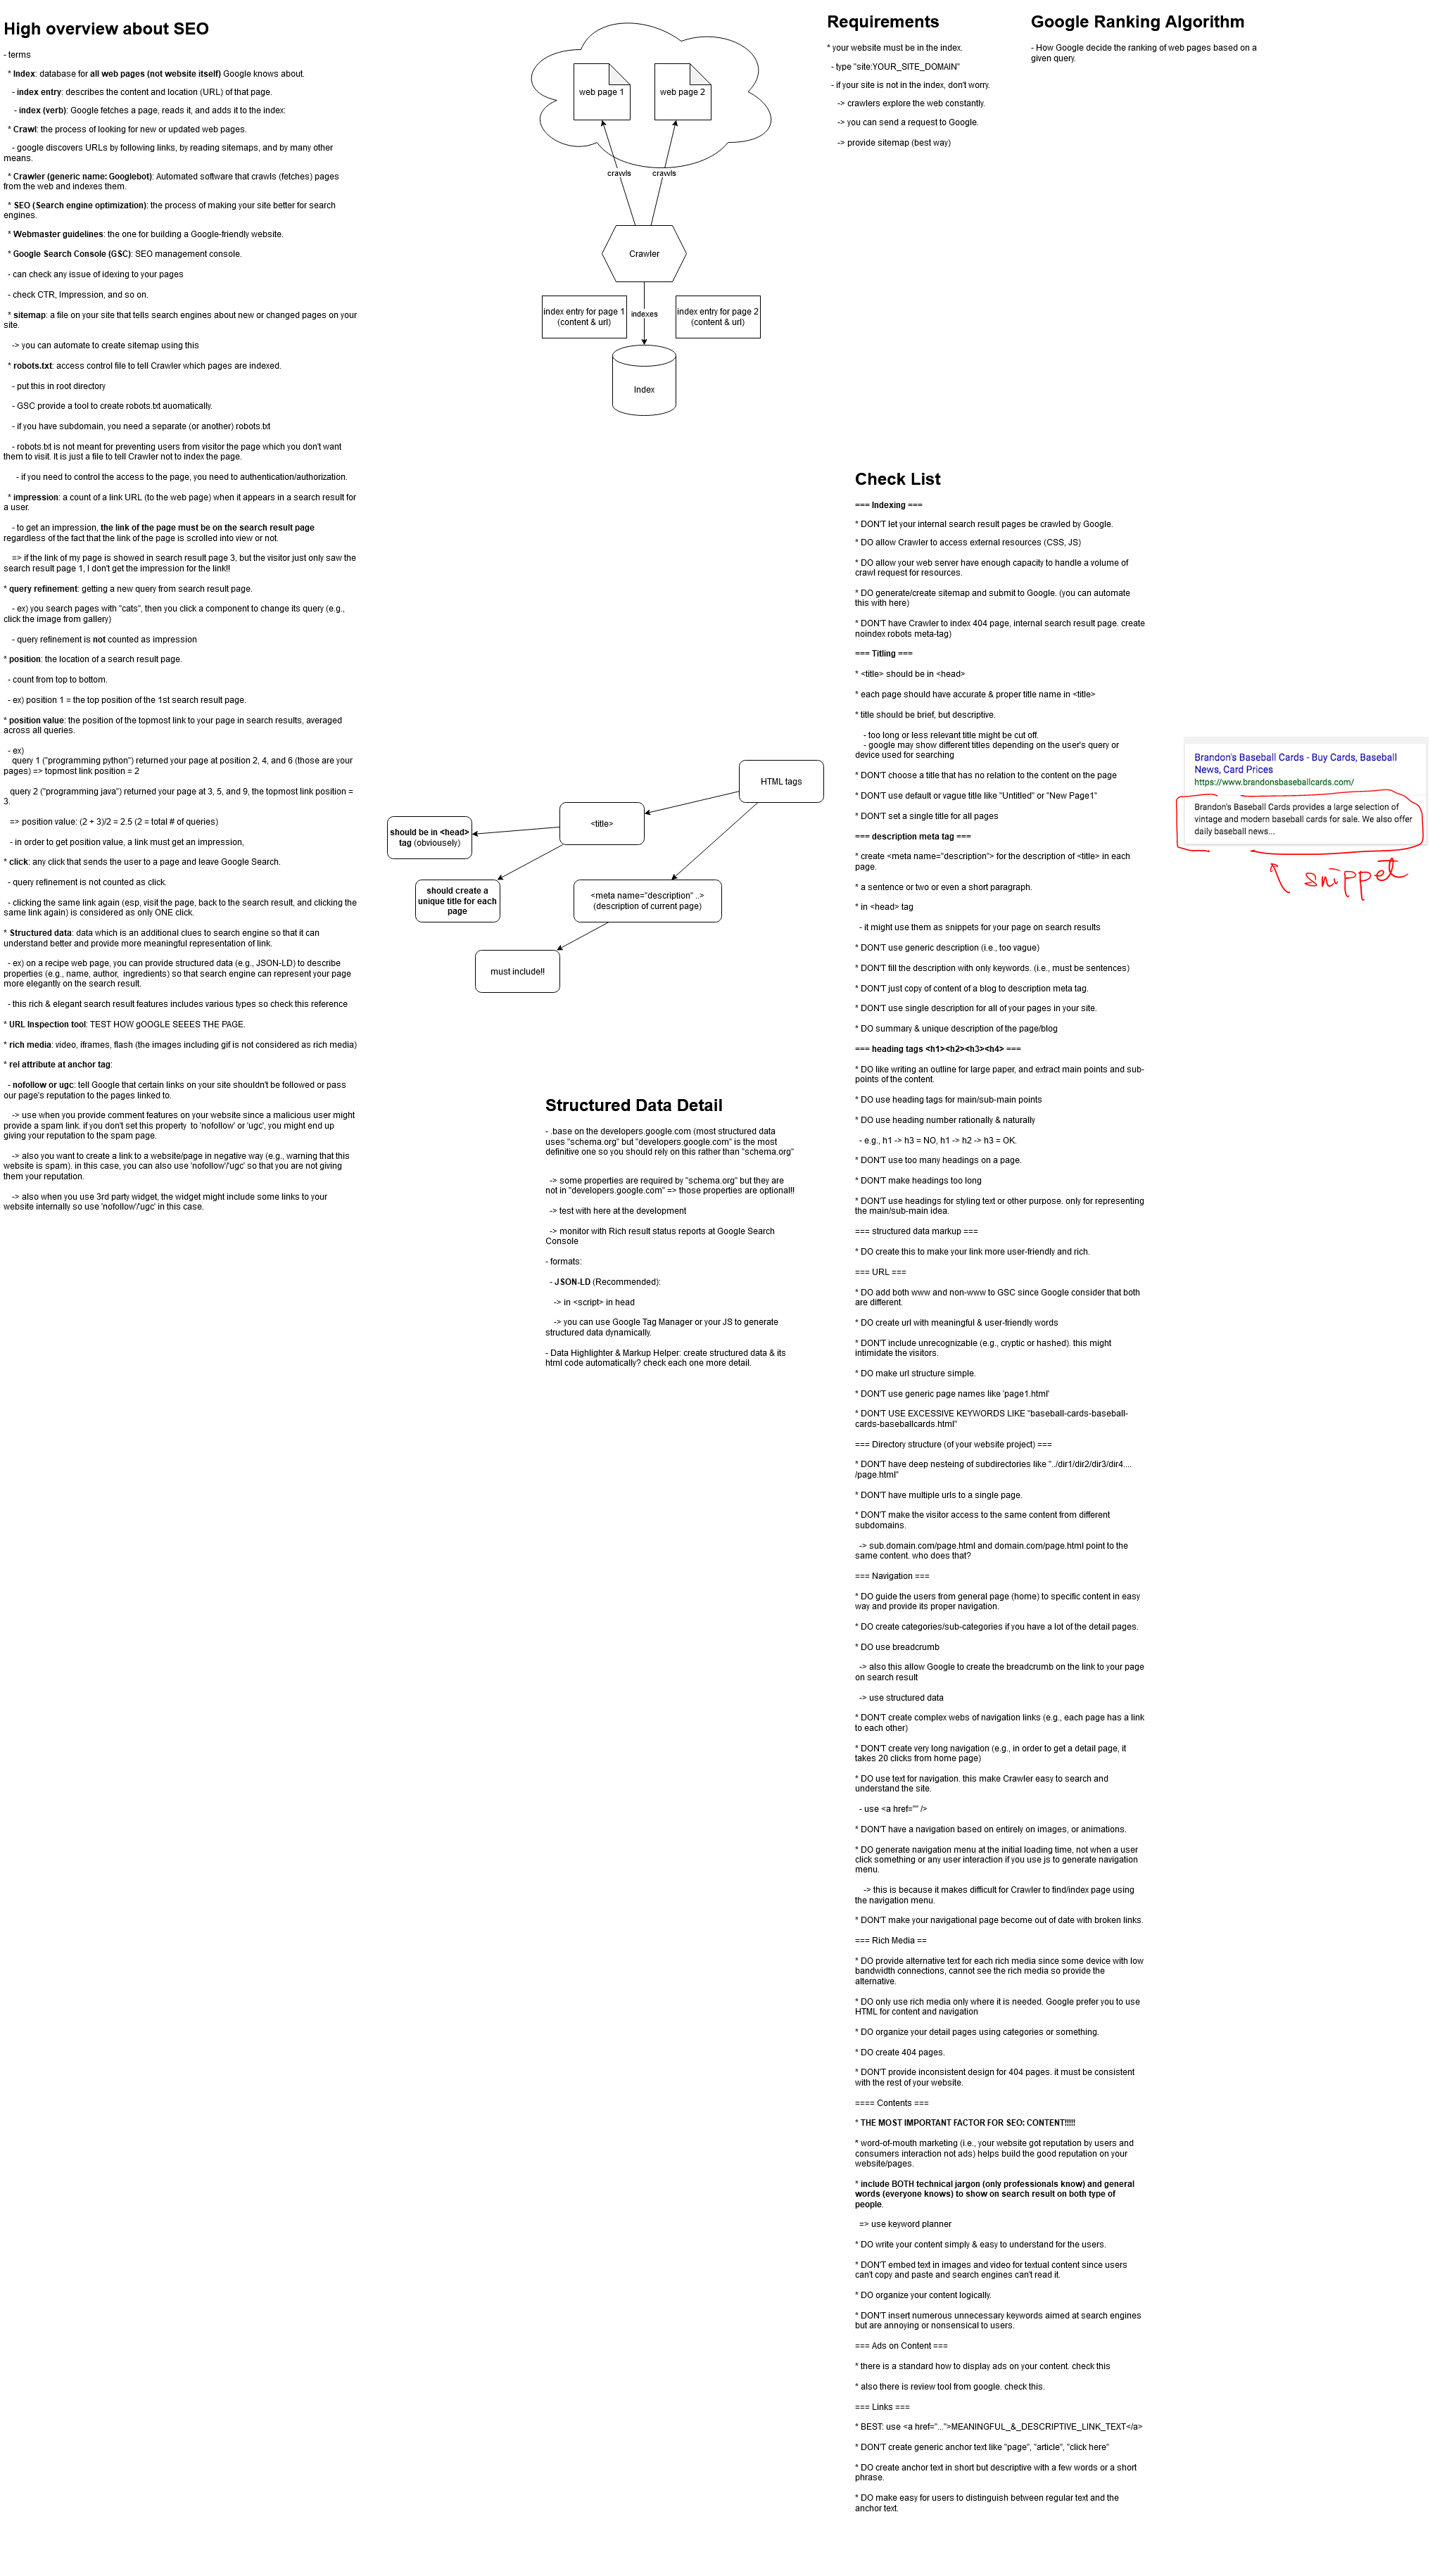 High overview about SEO
- terms
* Index: database for all web pages (not website itself) Google knows about.
- index entry: describes the content and location (URL) of that page.
- index (verb): Google fetches a page, reads it, and adds it to the index:
* Crawl: the process of looking for new or updated web pages.
- google discovers URLs by following links, by reading sitemaps, and by many other
means.
* Crawler (generic name: Googlebot): Automated software that crawls (fetches) pages
from the web and indexes them.
* SEO (Search engine optimization): the process of making your site better for search
engines.
* Webmaster guidelines: the one for building a Google-friendly website.
* Google Search Console (GSC): SEO management console.
- can check any issue of idexing to your pages
- check CTR, Impression, and so on.
* sitemap: a file on your site that tells search engines about new or changed pages on your
site.
-> you can automate to create sitemap using this
* robots.txt: access control file to tell Crawler which pages are indexed.
- put this in root directory
- GSC provide a tool to create robots.txt auomatically.
- if you have subdomain, you need a separate (or another) robots.txt
- robots.txt is not meant for preventing users from visitor the page which you don't want
them to visit. It is just a file to tell Crawler not to index the page.
- if you need to control the access to the page, you need to authentication/authorization.
* impression: a count of a link URL (to the web page) when it appears in a search result for
a user.
- to get an impression, the link of the page must be on the search result page
regardless of the fact that the link of the page is scrolled into view or not.
=> if the link of my page is showed in search result page 3, but the visitor just only saw the
search result page 1, I don't get the impression for the link!!
* query refinement: getting a new query from search result page.
- ex) you search pages with "cats", then you click a component to change its query (e.g.,
click the image from gallery)
- query refinement is not counted as impression
* position: the location of a search result page.
- count from top to bottom.
- ex) position 1 = the top position of the 1st search result page.
* position value: the position of the topmost link to your page in search results, averaged
across all queries.
- ex)
query 1 ("programming python") returned your page at position 2, 4, and 6 (those are your
pages) => topmost link position = 2
query 2 ("programming java") returned your page at 3, 5, and 9, the topmost link position =
3.
=> position value: (2 + 3)/2 = 2.5 (2 = total # of queries)
- in order to get position value, a link must get an impression,
* click: any click that sends the user to a page and leave Google Search.
- query refinement is not counted as click.
- clicking the same link again (esp, visit the page, back to the search result, and clicking the
same link again) is considered as only ONE click.
* Structured data: data which is an additional clues to search engine so that it can
understand better and provide more meaningful representation of link.
- ex) on a recipe web page, you can provide structured data (e.g., JSON-LD) to describe
properties (e.g., name, author, ingredients) so that search engine can represent your page
more elegantly on the search result.
- this rich & elegant search result features includes various types so check this reference
* URL Inspection tool: TEST HOW gOOGLE SEEES THE PAGE.
* rich media: video, iframes, flash (the images including gif is not considered as rich media)
* rel attribute at anchor tag:
- nofollow or ugc: tell Google that certain links on your site shouldn't be followed or pass
our page's reputation to the pages linked to.
-> use when you provide comment features on your website since a malicious user might
provide a spam link. if you don't set this property to 'nofollow' or 'ugc', you might end up
giving your reputation to the spam page.
-> also you want to create a link to a website/page in negative way (e.g., warning that this
website is spam). in this case, you can also use 'nofollow'/'ugc' so that you are not giving
them your reputation.
-> also when you use 3rd party widget, the widget might include some links to your
website internally so use 'nofollow'/'ugc' in this case.
web page 1
web page 2
crawls
crawls
Crawler
index entry for page 1
(content & url)
indexes
index entry for page 2
(content & url)
Index
Requirements
* your website must be in the index.
- type "site:YOUR_SITE_DOMAIN"
- if your site is not in the index, don't worry.
-> crawlers explore the web constantly.
-> you can send a request to Google.
-> provide sitemap (best way)
Google Ranking Algorithm
- How Google decide the ranking of web pages based on a
given query.
HTML tags
<title>
should be in <head>
tag (obviousely)
should create a
unique title for each
page
<meta name="description" ..>
(description of current page)
must include!!
Structured Data Detail
- .base on the developers.google.com (most structured data
uses "schema.org" but "developers.google.com" is the most
definitive one so you should rely on this rather than "schema.org"
-> some properties are required by "schema.org" but they are
not in "developers.google.com" => those properties are optional!!
-> test with here at the development
-> monitor with Rich result status reports at Google Search
Console
- formats:
- JSON-LD (Recommended):
-> in <script> in head
-> you can use Google Tag Manager or your JS to generate
structured data dynamically.
- Data Highlighter & Markup Helper: create structured data & its
html code automatically? check each one more detail.
Check List
=== Indexing ===
* DON'T let your internal search result pages be crawled by Google.
* DO allow Crawler to access external resources (CSS, JS)
* DO allow your web server have enough capacity to handle a volume of
crawl request for resources.
* DO generate/create sitemap and submit to Google. (you can automate
this with here)
* DON'T have Crawler to index 404 page, internal search result page. create
noindex robots meta-tag)
=== Titling ===
* <title> should be in <head>
* each page should have accurate & proper title name in <title>
* title should be brief, but descriptive.
- too long or less relevant title might be cut off.
- google may show different titles depending on the user's query or
device used for searching
* DON'T choose a title that has no relation to the content on the page
* DON'T use default or vague title like "Untitled" or "New Page1"
* DON'T set a single title for all pages
=== description meta tag ===
* create <meta name="description"> for the description of <title> in each
page.
* a sentence or two or even a short paragraph.
* in <head> tag
- it might use them as snippets for your page on search results
* DON'T use generic description (i.e., too vague)
* DON'T fill the description with only keywords. (i.e., must be sentences)
* DON'T just copy of content of a blog to description meta tag.
* DON'T use single description for all of your pages in your site.
* DO summary & unique description of the page/blog
=== heading tags <h1><h2><h3><h4> ===
* DO like writing an outline for large paper, and extract main points and sub-
points of the content.
* DO use heading tags for main/sub-main points
* DO use heading number rationally & naturally
- e.g., h1 -> h3 = NO, h1 -> h2 -> h3 = OK.
* DON'T use too many headings on a page.
* DON'T make headings too long
* DON'T use headings for styling text or other purpose. only for representing
the main/sub-main idea.
=== structured data markup ===
* DO create this to make your link more user-friendly and rich.
=== URL ===
* DO add both www and non-www to GSC since Google consider that both
are different.
* DO create url with meaningful & user-friendly words
* DON'T include unrecognizable (e.g., cryptic or hashed). this might
intimidate the visitors.
* DO make url structure simple.
* DON'T use generic page names like 'page1.html'
* DON'T USE EXCESSIVE KEYWORDS LIKE "baseball-cards-baseball-
cards-baseballcards.html"
=== Directory structure (of your website project) ===
* DON'T have deep nesteing of subdirectories like "../dir1/dir2/dir3/dir4....
/page.html"
* DON'T have multiple urls to a single page.
* DON'T make the visitor access to the same content from different
subdomains.
-> sub.domain.com/page.html and domain.com/page.html point to the
same content. who does that?
=== Navigation ===
* DO guide the users from general page (home) to specific content in easy
way and provide its proper navigation.
* DO create categories/sub-categories if you have a lot of the detail pages.
* DO use breadcrumb
-> also this allow Google to create the breadcrumb on the link to your page
on search result
-> use structured data
* DON'T create complex webs of navigation links (e.g., each page has a link
to each other)
* DON'T create very long navigation (e.g., in order to get a detail page, it
takes 20 clicks from home page)
* DO use text for navigation. this make Crawler easy to search and
understand the site.
- use <a href="" />
* DON'T have a navigation based on entirely on images, or animations.
* DO generate navigation menu at the initial loading time, not when a user
click something or any user interaction if you use js to generate navigation
menu.
-> this is because it makes difficult for Crawler to find/index page using
the navigation menu.
* DON'T make your navigational page become out of date with broken links.
=== Rich Media ==
* DO provide alternative text for each rich media since some device with low
bandwidth connections, cannot see the rich media so provide the
alternative.
* DO only use rich media only where it is needed. Google prefer you to use
HTML for content and navigation
* DO organize your detail pages using categories or something.
* DO create 404 pages.
* DON'T provide inconsistent design for 404 pages. it must be consistent
with the rest of your website.
==== Contents ===
* THE MOST IMPORTANT FACTOR FOR SEO: CONTENT!!!!!
* word-of-mouth marketing (i.e., your website got reputation by users and
consumers interaction not ads) helps build the good reputation on your
website/pages.
* include BOTH technical jargon (only professionals know) and general
words (everyone knows) to show on search result on both type of
people.
=> use keyword planner
* DO write your content simply & easy to understand for the users.
* DON'T embed text in images and video for textual content since users
can't copy and paste and search engines can't read it.
* DO organize your content logically.
* DON'T insert numerous unnecessary keywords aimed at search engines
but are annoying or nonsensical to users.
=== Ads on Content ===
* there is a standard how to display ads on your content. check this
* also there is review tool from google. check this.
=== Links ===
* BEST: use <a href="...">MEANINGFUL_&_DESCRIPTIVE_LINK_TEXT</a>
* DON'T create generic anchor text like "page", "article", "click here"
* DO create anchor text in short but descriptive with a few words or a short
phrase.
* DO make easy for users to distinguish between regular text and the
anchor text.
Brandon's Baseball Cards - Buy Cards, Baseball
News, Card Prices
https://www.brandonsbaseballcards.com/
Brandon's Baseball Cards provides a large selection of
vintage and modern baseball cards for sale. We also offer
daily baseball news...
snippet